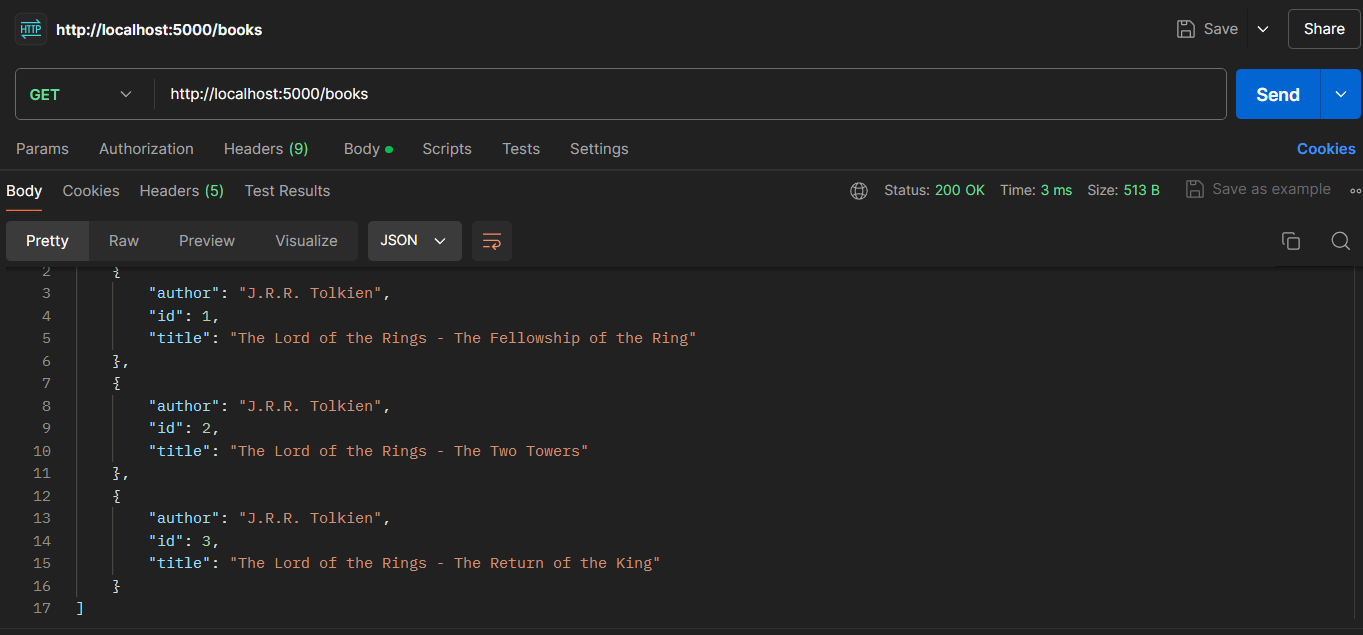 HTTP http://localhost:5000/books Save Share
GET http://localhost:5000/books Send
Params Authorization Headers (9) Body Scripts Tests Settings Cookies
Body Cookies Headers (5) Test Results Status: 200 OK Time: 3 ms Size: 513 B Save as example
Pretty Raw Preview Visualize JSON
2 {
3 "author": "J.R.R. Tolkien",
4 "id": 1,
5 "title": "The Lord of the Rings - The Fellowship of the Ring"
6 },
7 {
8 "author": "J.R.R. Tolkien",
9 "id": 2,
10 "title": "The Lord of the Rings - The Two Towers"
11 },
12 {
13 "author": "J.R.R. Tolkien",
14 "id": 3,
15 "title": "The Lord of the Rings - The Return of the King"
16 }
17 ]